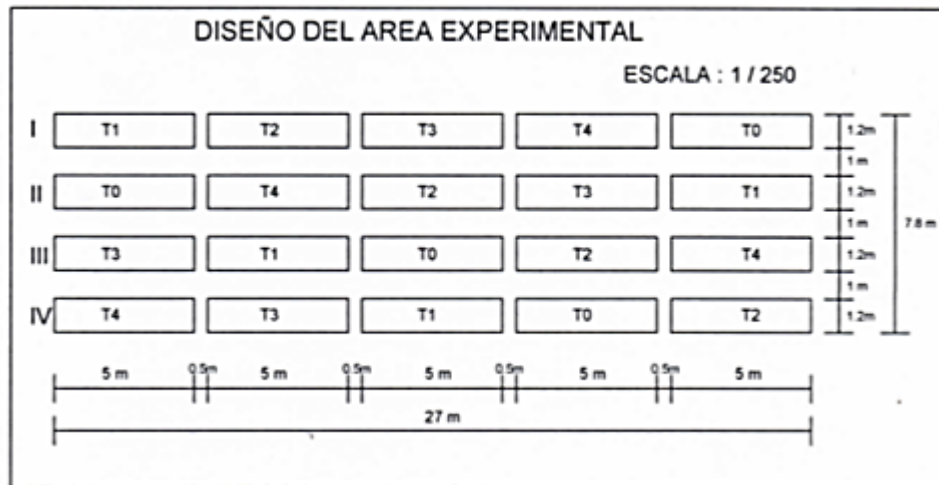 DISEÑO DEL AREA EXPERIMENTAL
ESCALA : 1 / 250
I T1 T2 T3 T4 T0 1.2m
1 m
II T0 T4 T2 T3 T1 1.2m
1 m
7.8 m
III T3 T1 T0 T2 T4 1.2m
1 m
IV T4 T3 T1 T0 T2 1.2m
5 m 0.5m 5 m 0.5m 5 m 0.5m 5 m 0.5m 5 m
27 m